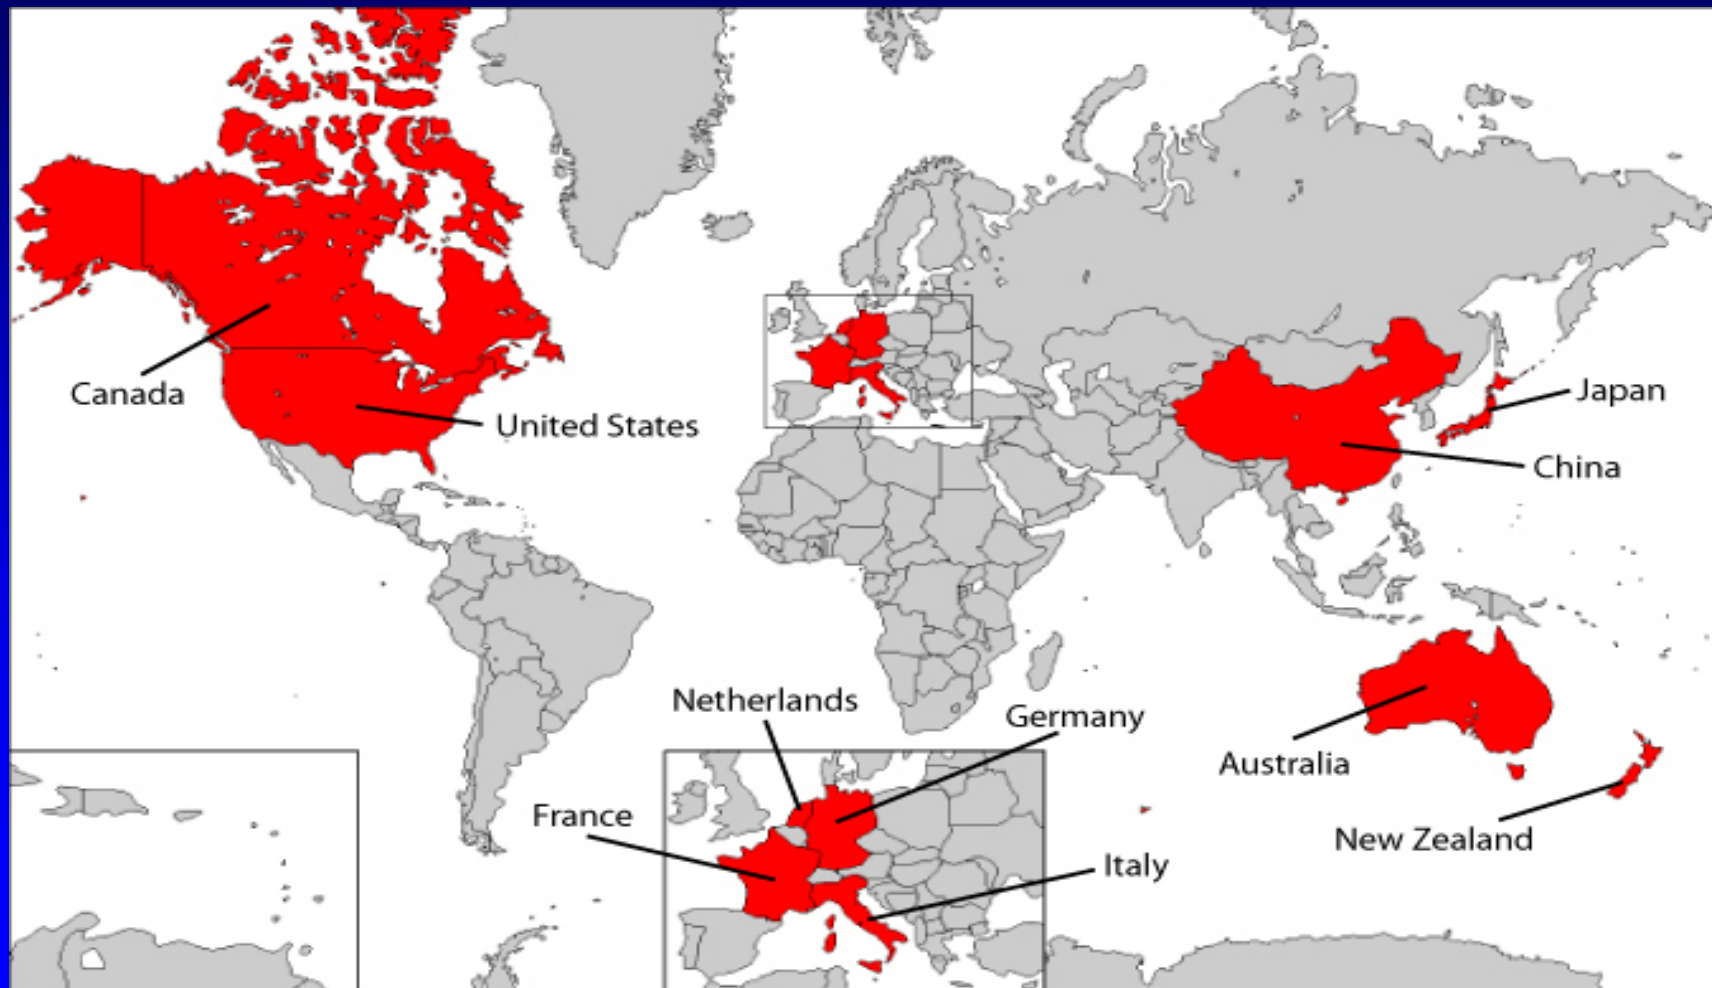 Canada
United States
Japan
China
Netherlands
Germany
Australia
France
New Zealand
Italy